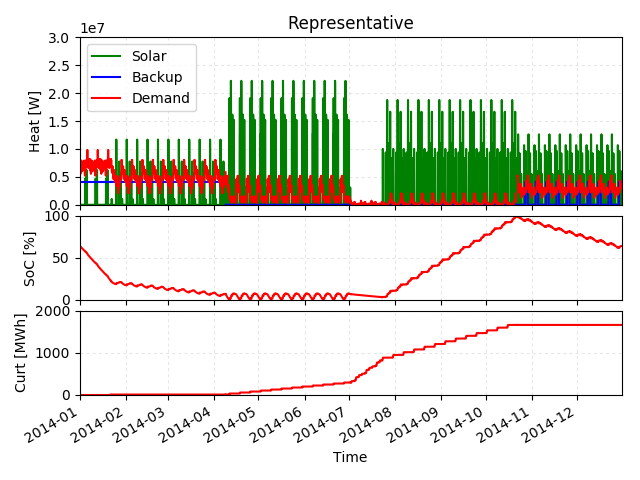 Representative
1e7
3.0
2.5
2.0
1.5
1.0
0.5
0.0
Heat [W]
Solar
Backup
Demand
100
50
0
SoC [%]
2000
1000
0
Curt [MWh]
2014-01
2014-02
2014-03
2014-04
2014-05
2014-06
2014-07
2014-08
2014-09
2014-10
2014-11
2014-12
Time